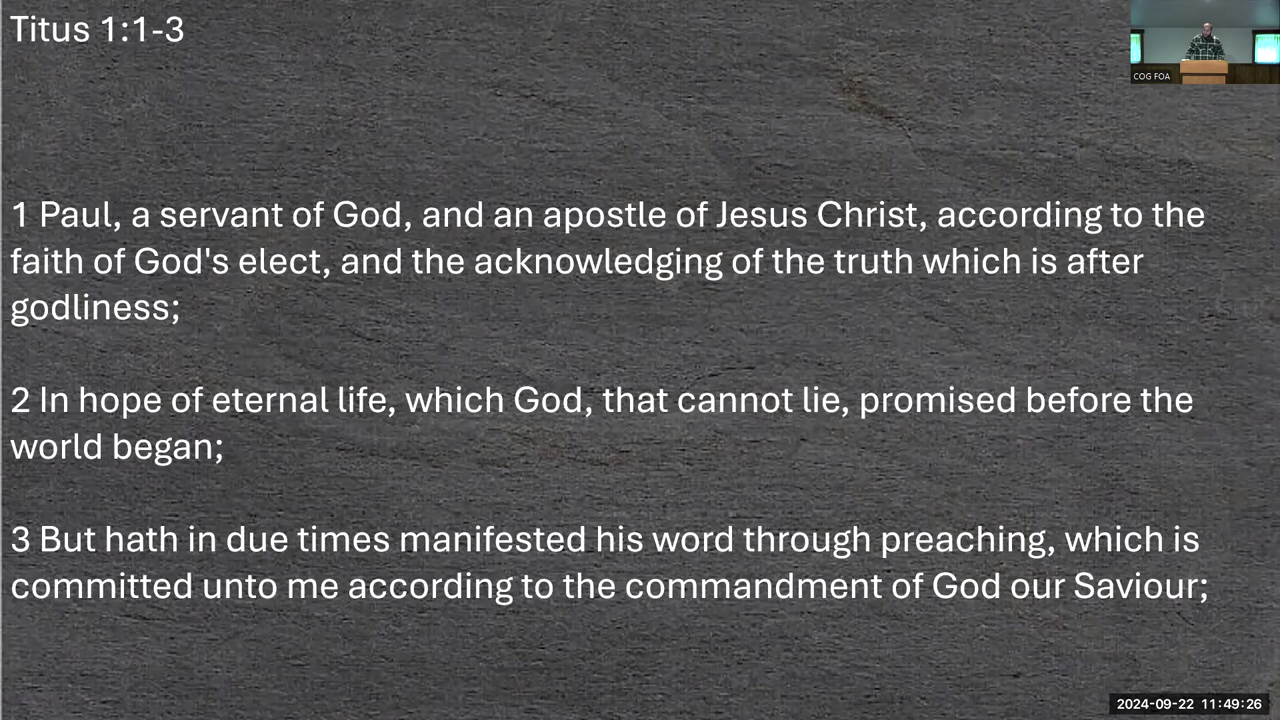 Titus 1:1-3
COG FOA
1 Paul, a servant of God, and an apostle of Jesus Christ, according to the
faith of God's elect, and the acknowledging of the truth which is after
godliness;
2 In hope of eternal life, which God, that cannot lie, promised before the
world began;
3 But hath in due times manifested his word through preaching, which is
committed unto me according to the commandment of God our Saviour;
2024-09-22 11:49:26